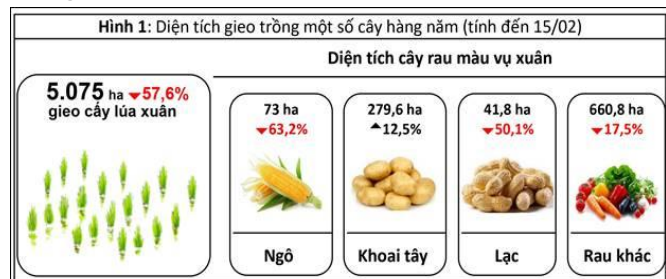 Hình 1: Diện tích gieo trồng một số cây hàng năm (tính đến 15/02)
Diện tích cây rau màu vụ xuân
5.075 ha ▼57,6%
gieo cấy lúa xuân
73 ha
▼63,2%
Ngô
279,6 ha
▲12,5%
Khoai tây
41,8 ha
▼50,1%
Lạc
660,8 ha
▼17,5%
Rau khác